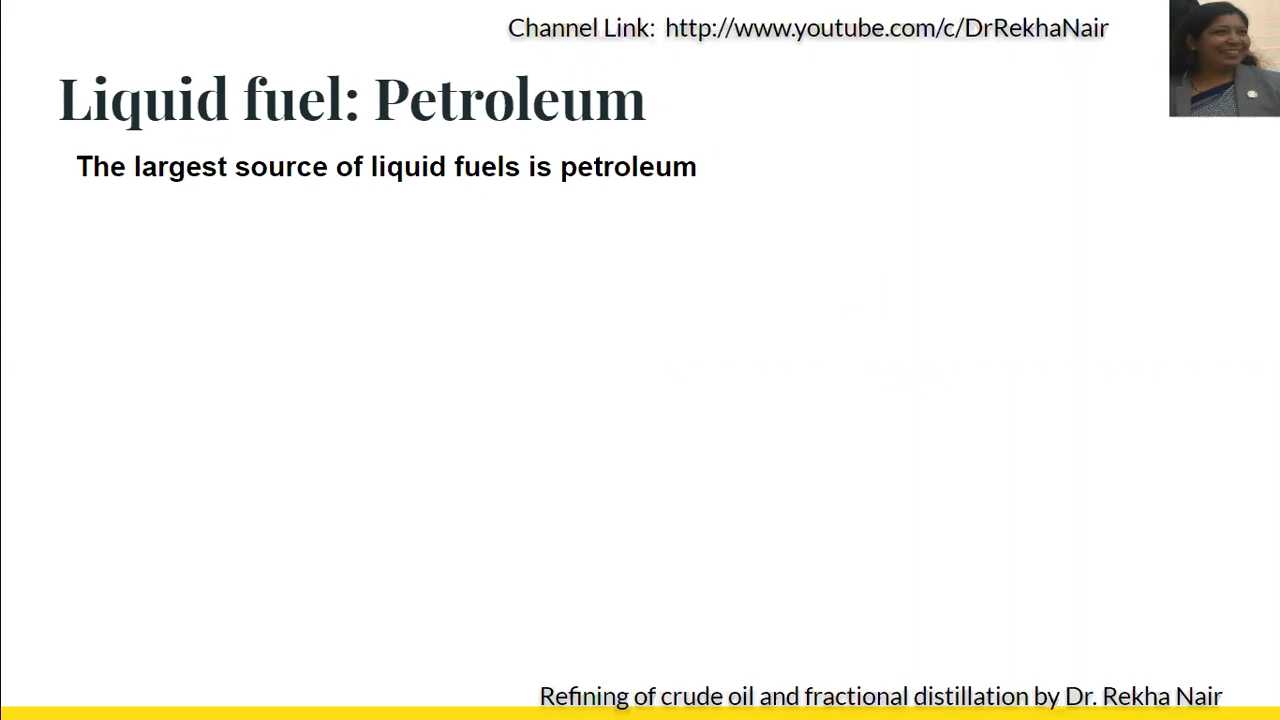 Channel Link: http://www.youtube.com/c/DrRekhaNair
Liquid fuel: Petroleum
The largest source of liquid fuels is petroleum
Refining of crude oil and fractional distillation by Dr. Rekha Nair